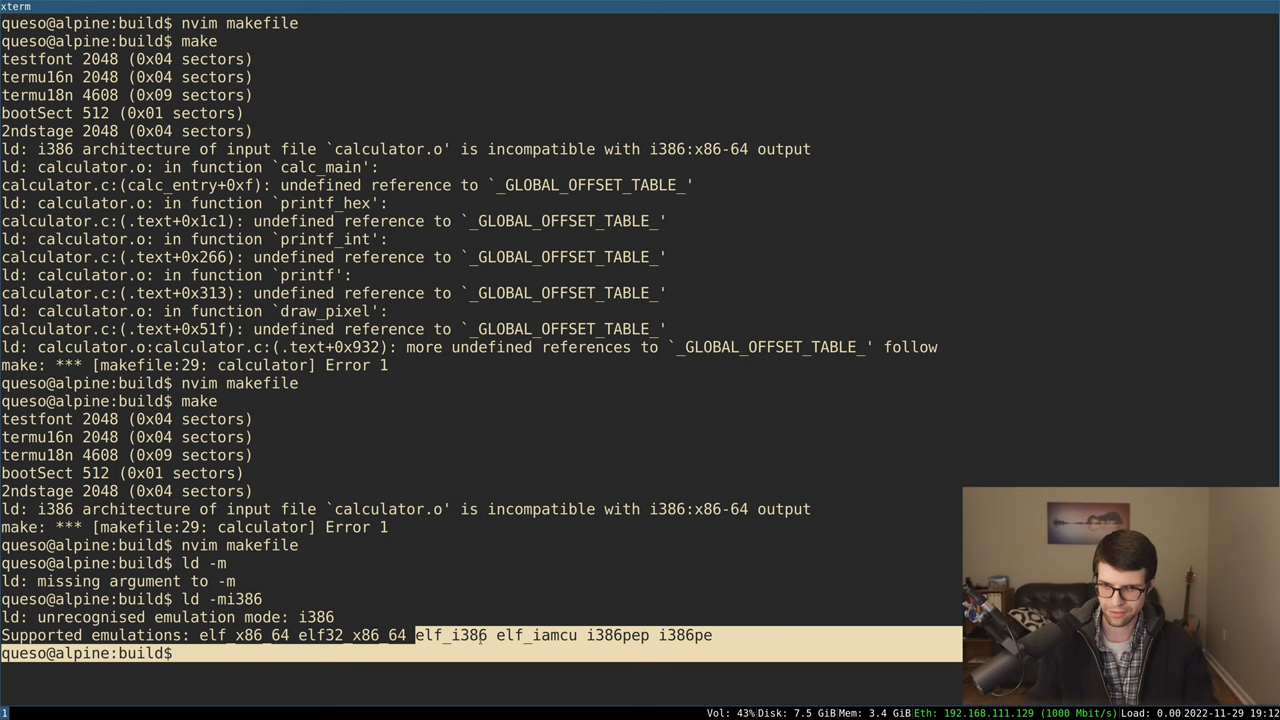 xterm
queso@alpine:build$ nvim makefile
queso@alpine:build$ make
testfont 2048 (0x04 sectors)
termu16n 2048 (0x04 sectors)
termu18n 4608 (0x09 sectors)
bootSect 512 (0x01 sectors)
2ndstage 2048 (0x04 sectors)
ld: i386 architecture of input file `calculator.o' is incompatible with i386:x86-64 output
ld: calculator.o: in function `calc_main':
calculator.c:(calc_entry+0xf): undefined reference to `_GLOBAL_OFFSET_TABLE_'
ld: calculator.o: in function `printf_hex':
calculator.c:(.text+0x1c1): undefined reference to `_GLOBAL_OFFSET_TABLE_'
ld: calculator.o: in function `printf_int':
calculator.c:(.text+0x266): undefined reference to `_GLOBAL_OFFSET_TABLE_'
ld: calculator.o: in function `printf':
calculator.c:(.text+0x313): undefined reference to `_GLOBAL_OFFSET_TABLE_'
ld: calculator.o: in function `draw_pixel':
calculator.c:(.text+0x51f): undefined reference to `_GLOBAL_OFFSET_TABLE_'
ld: calculator.o:calculator.c:(.text+0x932): more undefined references to `_GLOBAL_OFFSET_TABLE_' follow
make: *** [makefile:29: calculator] Error 1
queso@alpine:build$ nvim makefile
queso@alpine:build$ make
testfont 2048 (0x04 sectors)
termu16n 2048 (0x04 sectors)
termu18n 4608 (0x09 sectors)
bootSect 512 (0x01 sectors)
2ndstage 2048 (0x04 sectors)
ld: i386 architecture of input file `calculator.o' is incompatible with i386:x86-64 output
make: *** [makefile:29: calculator] Error 1
queso@alpine:build$ nvim makefile
queso@alpine:build$ ld -m
ld: missing argument to -m
queso@alpine:build$ ld -mi386
ld: unrecognised emulation mode: i386
Supported emulations: elf_x86_64 elf32_x86_64 elf_i386 elf_iamcu i386pep i386pe
queso@alpine:build$
1 Vol: 43% Disk: 7.5 GiB Mem: 3.4 GiB Eth: 192.168.111.129 (1000 Mbit/s) Load: 0.00 2022-11-29 19:12